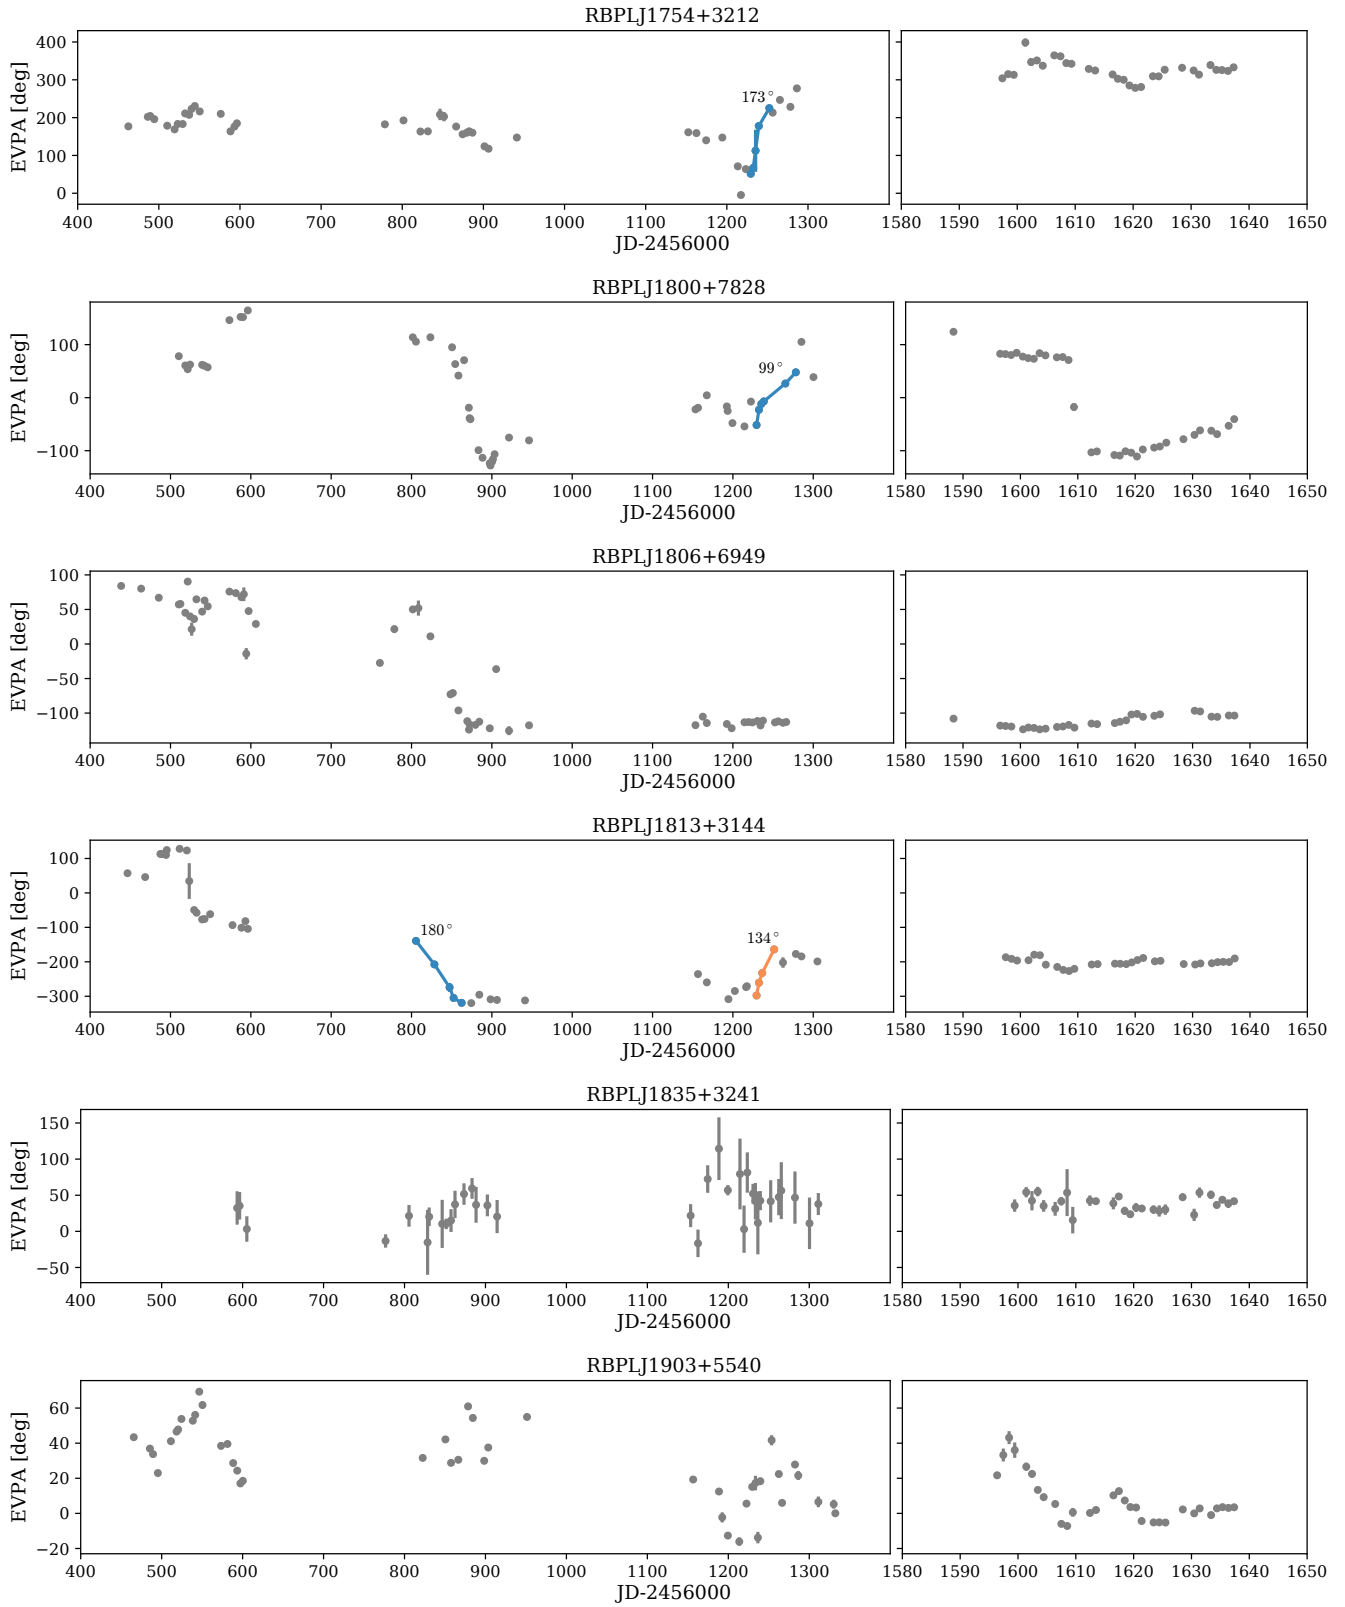 RBPLJ1754+3212
EVPA [deg]
400
300
200
100
0
173°
400 500 600 700 800 900 1000 1100 1200 1300 1580 1590 1600 1610 1620 1630 1640 1650
JD-2456000
RBPLJ1800+7828
EVPA [deg]
100
0
−100
99°
400 500 600 700 800 900 1000 1100 1200 1300 1580 1590 1600 1610 1620 1630 1640 1650
JD-2456000
RBPLJ1806+6949
EVPA [deg]
100
50
0
−50
−100
400 500 600 700 800 900 1000 1100 1200 1300 1580 1590 1600 1610 1620 1630 1640 1650
JD-2456000
RBPLJ1813+3144
EVPA [deg]
100
0
−100
−200
−300
180°
134°
400 500 600 700 800 900 1000 1100 1200 1300 1580 1590 1600 1610 1620 1630 1640 1650
JD-2456000
RBPLJ1835+3241
EVPA [deg]
150
100
50
0
−50
400 500 600 700 800 900 1000 1100 1200 1300 1580 1590 1600 1610 1620 1630 1640 1650
JD-2456000
RBPLJ1903+5540
EVPA [deg]
60
40
20
0
−20
400 500 600 700 800 900 1000 1100 1200 1300 1580 1590 1600 1610 1620 1630 1640 1650
JD-2456000